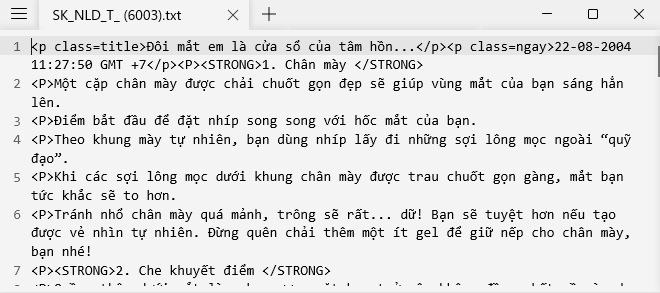 SK_NLD_T_ (6003).txt
1 <p class=title>Đôi mắt em là cửa sổ của tâm hồn...</p><p class=ngay>22-08-2004
11:27:50 GMT +7</p><P><STRONG>1. Chân mày </STRONG>
2 <P>Một cặp chân mày được chải chuốt gọn đẹp sẽ giúp vùng mắt của bạn sáng hẳn
lên.
3 <P>Điểm bắt đầu để đặt nhíp song song với hốc mắt của bạn.
4 <P>Theo khung mày tự nhiên, bạn dùng nhíp lấy đi những sợi lông mọc ngoài “quỹ
đạo”.
5 <P>Khi các sợi lông mọc dưới khung chân mày được trau chuốt gọn gàng, mắt bạn
tức khắc sẽ to hơn.
6 <P>Tránh nhổ chân mày quá mảnh, trông sẽ rất... dữ! Bạn sẽ tuyệt hơn nếu tạo
được vẻ nhìn tự nhiên. Đừng quên chải thêm một ít gel để giữ nếp cho chân mày,
bạn nhé!
7 <P><STRONG>2. Che khuyết điểm </STRONG>